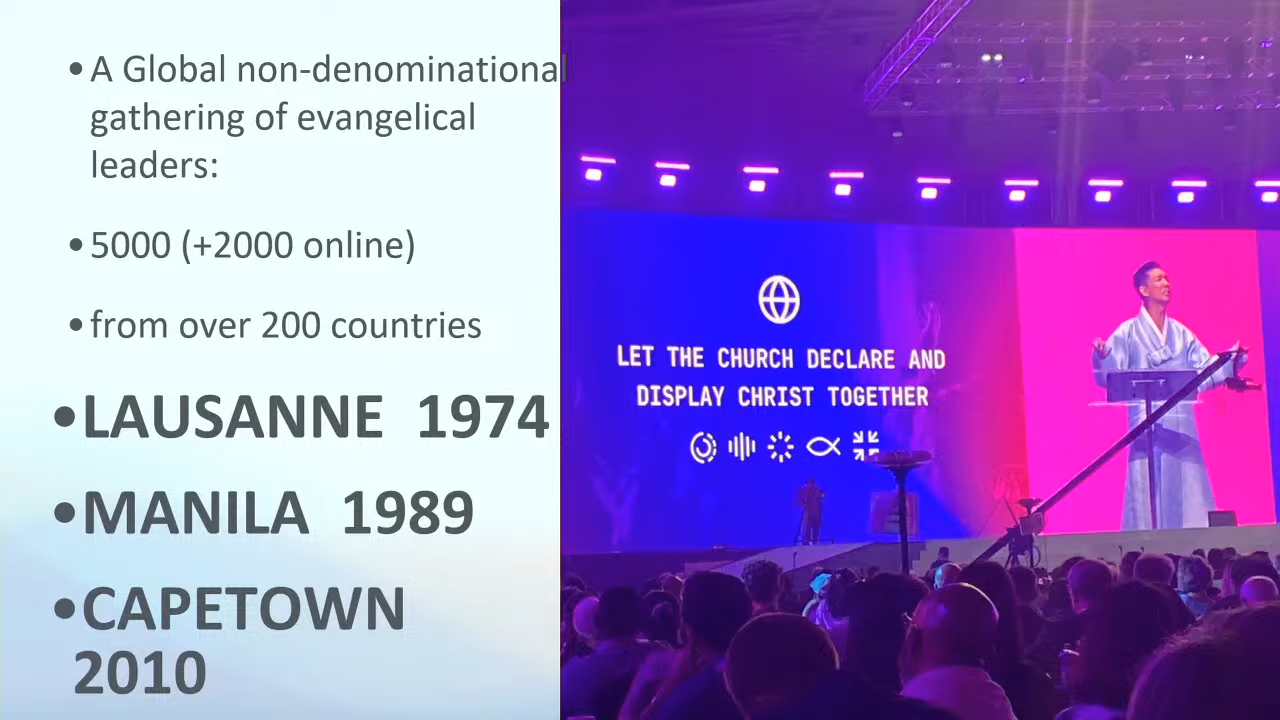 • A Global non-denominational
gathering of evangelical
leaders:
• 5000 (+2000 online)
• from over 200 countries
• LAUSANNE 1974
• MANILA 1989
• CAPETOWN
2010
LET THE CHURCH DECLARE AND
DISPLAY CHRIST TOGETHER